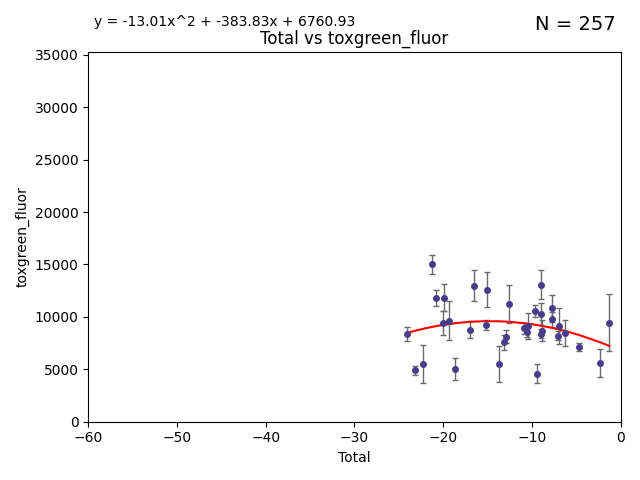 y = -13.01x^2 + -383.83x + 6760.93
N = 257
Total vs toxgreen_fluor
35000
30000
25000
20000
15000
10000
5000
0
toxgreen_fluor
−60 −50 −40 −30 −20 −10 0
Total